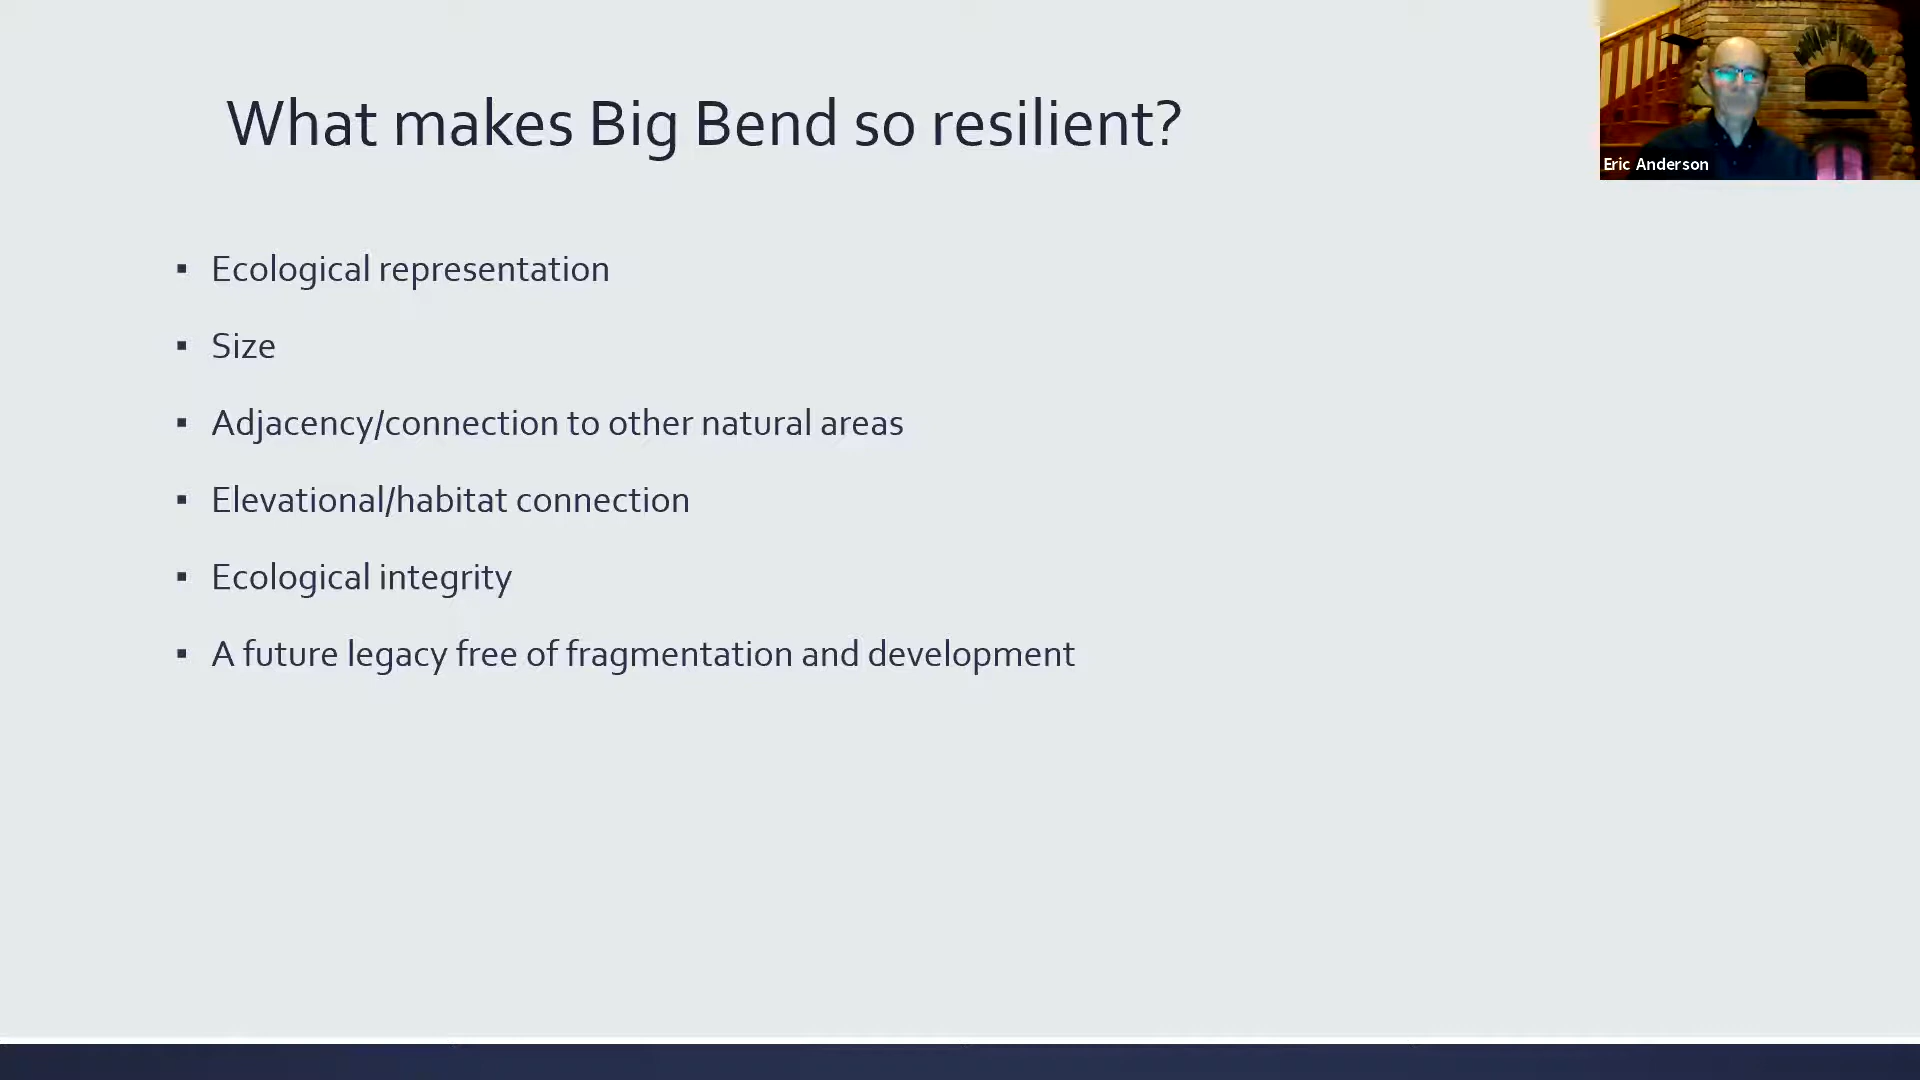 What makes Big Bend so resilient?
Eric Anderson
▪ Ecological representation
▪ Size
▪ Adjacency/connection to other natural areas
▪ Elevational/habitat connection
▪ Ecological integrity
▪ A future legacy free of fragmentation and development